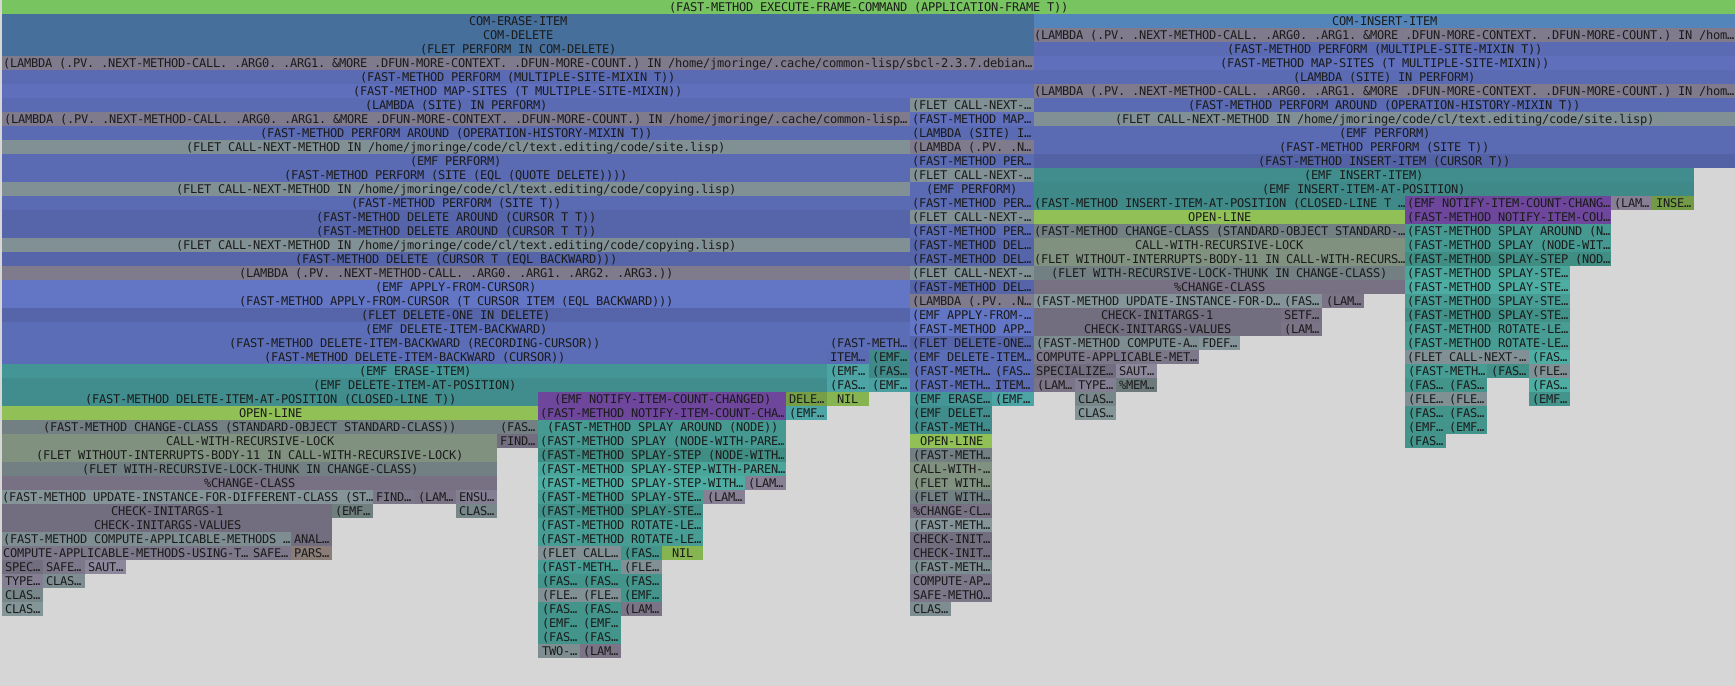 (FAST-METHOD EXECUTE-FRAME-COMMAND (APPLICATION-FRAME T))
COM-ERASE-ITEM COM-INSERT-ITEM
COM-DELETE (LAMBDA (.PV. .NEXT-METHOD-CALL. .ARG0. .ARG1. &MORE .DFUN-MORE-CONTEXT. .DFUN-MORE-COUNT.) IN /hom…
(FLET PERFORM IN COM-DELETE) (FAST-METHOD PERFORM (MULTIPLE-SITE-MIXIN T))
(LAMBDA (.PV. .NEXT-METHOD-CALL. .ARG0. .ARG1. &MORE .DFUN-MORE-CONTEXT. .DFUN-MORE-COUNT.) IN /home/jmoringe/.cache/common-lisp/sbcl-2.3.7.debian… (FAST-METHOD MAP-SITES (T MULTIPLE-SITE-MIXIN))
(FAST-METHOD PERFORM (MULTIPLE-SITE-MIXIN T)) (LAMBDA (SITE) IN PERFORM)
(FAST-METHOD MAP-SITES (T MULTIPLE-SITE-MIXIN)) (LAMBDA (.PV. .NEXT-METHOD-CALL. .ARG0. .ARG1. &MORE .DFUN-MORE-CONTEXT. .DFUN-MORE-COUNT.) IN /hom…
(LAMBDA (SITE) IN PERFORM) (FLET CALL-NEXT-… (FAST-METHOD PERFORM AROUND (OPERATION-HISTORY-MIXIN T))
(LAMBDA (.PV. .NEXT-METHOD-CALL. .ARG0. .ARG1. &MORE .DFUN-MORE-CONTEXT. .DFUN-MORE-COUNT.) IN /home/jmoringe/.cache/common-lisp… (FAST-METHOD MAP… (FLET CALL-NEXT-METHOD IN /home/jmoringe/code/cl/text.editing/code/site.lisp)
(FAST-METHOD PERFORM AROUND (OPERATION-HISTORY-MIXIN T)) (LAMBDA (SITE) I… (EMF PERFORM)
(FLET CALL-NEXT-METHOD IN /home/jmoringe/code/cl/text.editing/code/site.lisp) (LAMBDA (.PV. .N… (FAST-METHOD PERFORM (SITE T))
(EMF PERFORM) (FAST-METHOD PER… (FAST-METHOD INSERT-ITEM (CURSOR T))
(FAST-METHOD PERFORM (SITE (EQL (QUOTE DELETE)))) (FLET CALL-NEXT-… (EMF INSERT-ITEM)
(FLET CALL-NEXT-METHOD IN /home/jmoringe/code/cl/text.editing/code/copying.lisp) (EMF PERFORM) (EMF INSERT-ITEM-AT-POSITION)
(FAST-METHOD PERFORM (SITE T)) (FAST-METHOD PER… (FAST-METHOD INSERT-ITEM-AT-POSITION (CLOSED-LINE T … (EMF NOTIFY-ITEM-COUNT-CHANG… (LAM… INSE…
(FAST-METHOD DELETE AROUND (CURSOR T T)) (FLET CALL-NEXT-… OPEN-LINE (FAST-METHOD NOTIFY-ITEM-COU…
(FAST-METHOD DELETE AROUND (CURSOR T T)) (FAST-METHOD PER… (FAST-METHOD CHANGE-CLASS (STANDARD-OBJECT STANDARD-… (FAST-METHOD SPLAY AROUND (N…
(FLET CALL-NEXT-METHOD IN /home/jmoringe/code/cl/text.editing/code/copying.lisp) (FAST-METHOD DEL… CALL-WITH-RECURSIVE-LOCK (FAST-METHOD SPLAY (NODE-WIT…
(FAST-METHOD DELETE (CURSOR T (EQL BACKWARD))) (FAST-METHOD DEL… (FLET WITHOUT-INTERRUPTS-BODY-11 IN CALL-WITH-RECURS… (FAST-METHOD SPLAY-STEP (NOD…
(LAMBDA (.PV. .NEXT-METHOD-CALL. .ARG0. .ARG1. .ARG2. .ARG3.)) (FLET CALL-NEXT-… (FLET WITH-RECURSIVE-LOCK-THUNK IN CHANGE-CLASS) (FAST-METHOD SPLAY-STE…
(EMF APPLY-FROM-CURSOR) (FAST-METHOD DEL… %CHANGE-CLASS (FAST-METHOD SPLAY-STE…
(FAST-METHOD APPLY-FROM-CURSOR (T CURSOR ITEM (EQL BACKWARD))) (LAMBDA (.PV. .N… (FAST-METHOD UPDATE-INSTANCE-FOR-D… (FAS… (LAM… (FAST-METHOD SPLAY-STE…
(FLET DELETE-ONE IN DELETE) (EMF APPLY-FROM-… CHECK-INITARGS-1 SETF… (FAST-METHOD SPLAY-STE…
(EMF DELETE-ITEM-BACKWARD) (FAST-METHOD APP… CHECK-INITARGS-VALUES (LAM… (FAST-METHOD ROTATE-LE…
(FAST-METHOD DELETE-ITEM-BACKWARD (RECORDING-CURSOR)) (FAST-METH… (FLET DELETE-ONE… (FAST-METHOD COMPUTE-A… FDEF… (FAST-METHOD ROTATE-LE…
(FAST-METHOD DELETE-ITEM-BACKWARD (CURSOR)) ITEM… (EMF… (EMF DELETE-ITEM… COMPUTE-APPLICABLE-MET… (FLET CALL-NEXT-… (FAS…
(EMF ERASE-ITEM) (EMF… (FAS… (FAST-METH… (FAS… SPECIALIZE… SAUT… (FAST-METH… (FAS… (FLE…
(EMF DELETE-ITEM-AT-POSITION) (FAS… (EMF… (FAST-METH… ITEM… (LAM… TYPE… %MEM… (FAS… (FAS… (FAS…
(FAST-METHOD DELETE-ITEM-AT-POSITION (CLOSED-LINE T)) (EMF NOTIFY-ITEM-COUNT-CHANGED) DELE… NIL (EMF ERASE… (EMF… CLAS… (FLE… (FLE… (EMF…
OPEN-LINE (FAST-METHOD NOTIFY-ITEM-COUNT-CHA… (EMF… (EMF DELET… CLAS… (FAS… (FAS…
(FAST-METHOD CHANGE-CLASS (STANDARD-OBJECT STANDARD-CLASS)) (FAS… (FAST-METHOD SPLAY AROUND (NODE)) (FAST-METH… (EMF… (EMF…
CALL-WITH-RECURSIVE-LOCK FIND… (FAST-METHOD SPLAY (NODE-WITH-PARE… OPEN-LINE (FAS…
(FLET WITHOUT-INTERRUPTS-BODY-11 IN CALL-WITH-RECURSIVE-LOCK) (FAST-METHOD SPLAY-STEP (NODE-WITH… (FAST-METH…
(FLET WITH-RECURSIVE-LOCK-THUNK IN CHANGE-CLASS) (FAST-METHOD SPLAY-STEP-WITH-PAREN… CALL-WITH-…
%CHANGE-CLASS (FAST-METHOD SPLAY-STEP-WITH… (LAM… (FLET WITH…
(FAST-METHOD UPDATE-INSTANCE-FOR-DIFFERENT-CLASS (ST… FIND… (LAM… ENSU… (FAST-METHOD SPLAY-STE… (LAM… (FLET WITH…
CHECK-INITARGS-1 (EMF… CLAS… (FAST-METHOD SPLAY-STE… %CHANGE-CL…
CHECK-INITARGS-VALUES (FAST-METHOD ROTATE-LE… (FAST-METH…
(FAST-METHOD COMPUTE-APPLICABLE-METHODS … ANAL… (FAST-METHOD ROTATE-LE… CHECK-INIT…
COMPUTE-APPLICABLE-METHODS-USING-T… SAFE… PARS… (FLET CALL… (FAS… NIL CHECK-INIT…
SPEC… SAFE… SAUT… (FAST-METH… (FLE… (FAST-METH…
TYPE… CLAS… (FAS… (FAS… (FAS… COMPUTE-AP…
CLAS… (FLE… (FLE… (EMF… SAFE-METHO…
CLAS… (FAS… (FAS… (LAM… CLAS…
(EMF… (EMF…
(FAS… (FAS…
TWO-… (LAM…